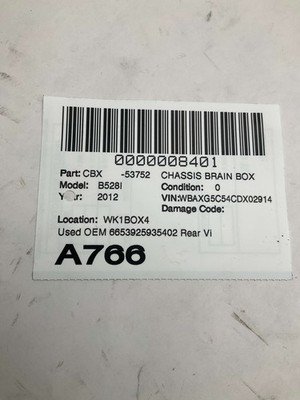 0000008401
Part: CBX -53752 CHASSIS BRAIN BOX
Model: B528I Condition: 0
Year: 2012 VIN:WBAXG5C54CDX02914
Damage Code:
Location: WK1BOX4
Used OEM 6653925935402 Rear Vi
A766